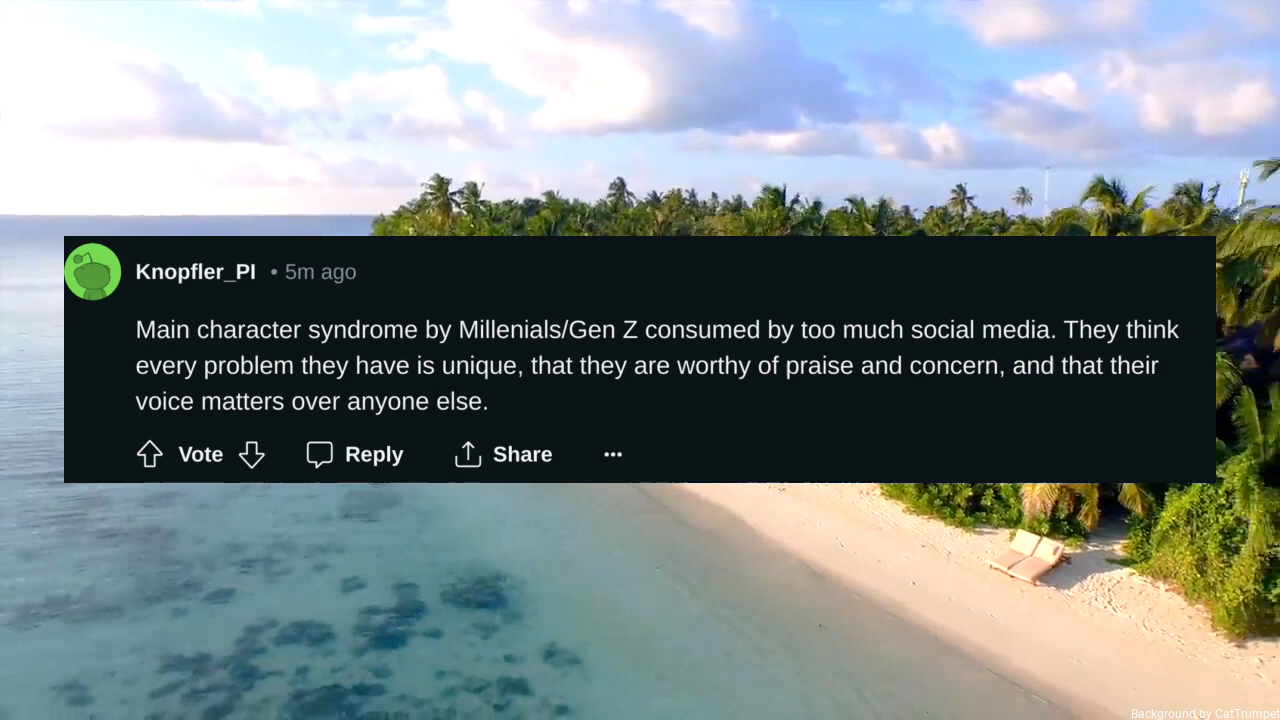 Knopfler_PI • 5m ago
Main character syndrome by Millenials/Gen Z consumed by too much social media. They think
every problem they have is unique, that they are worthy of praise and concern, and that their
voice matters over anyone else.
Vote Reply Share ···
Background by CatTrumpet